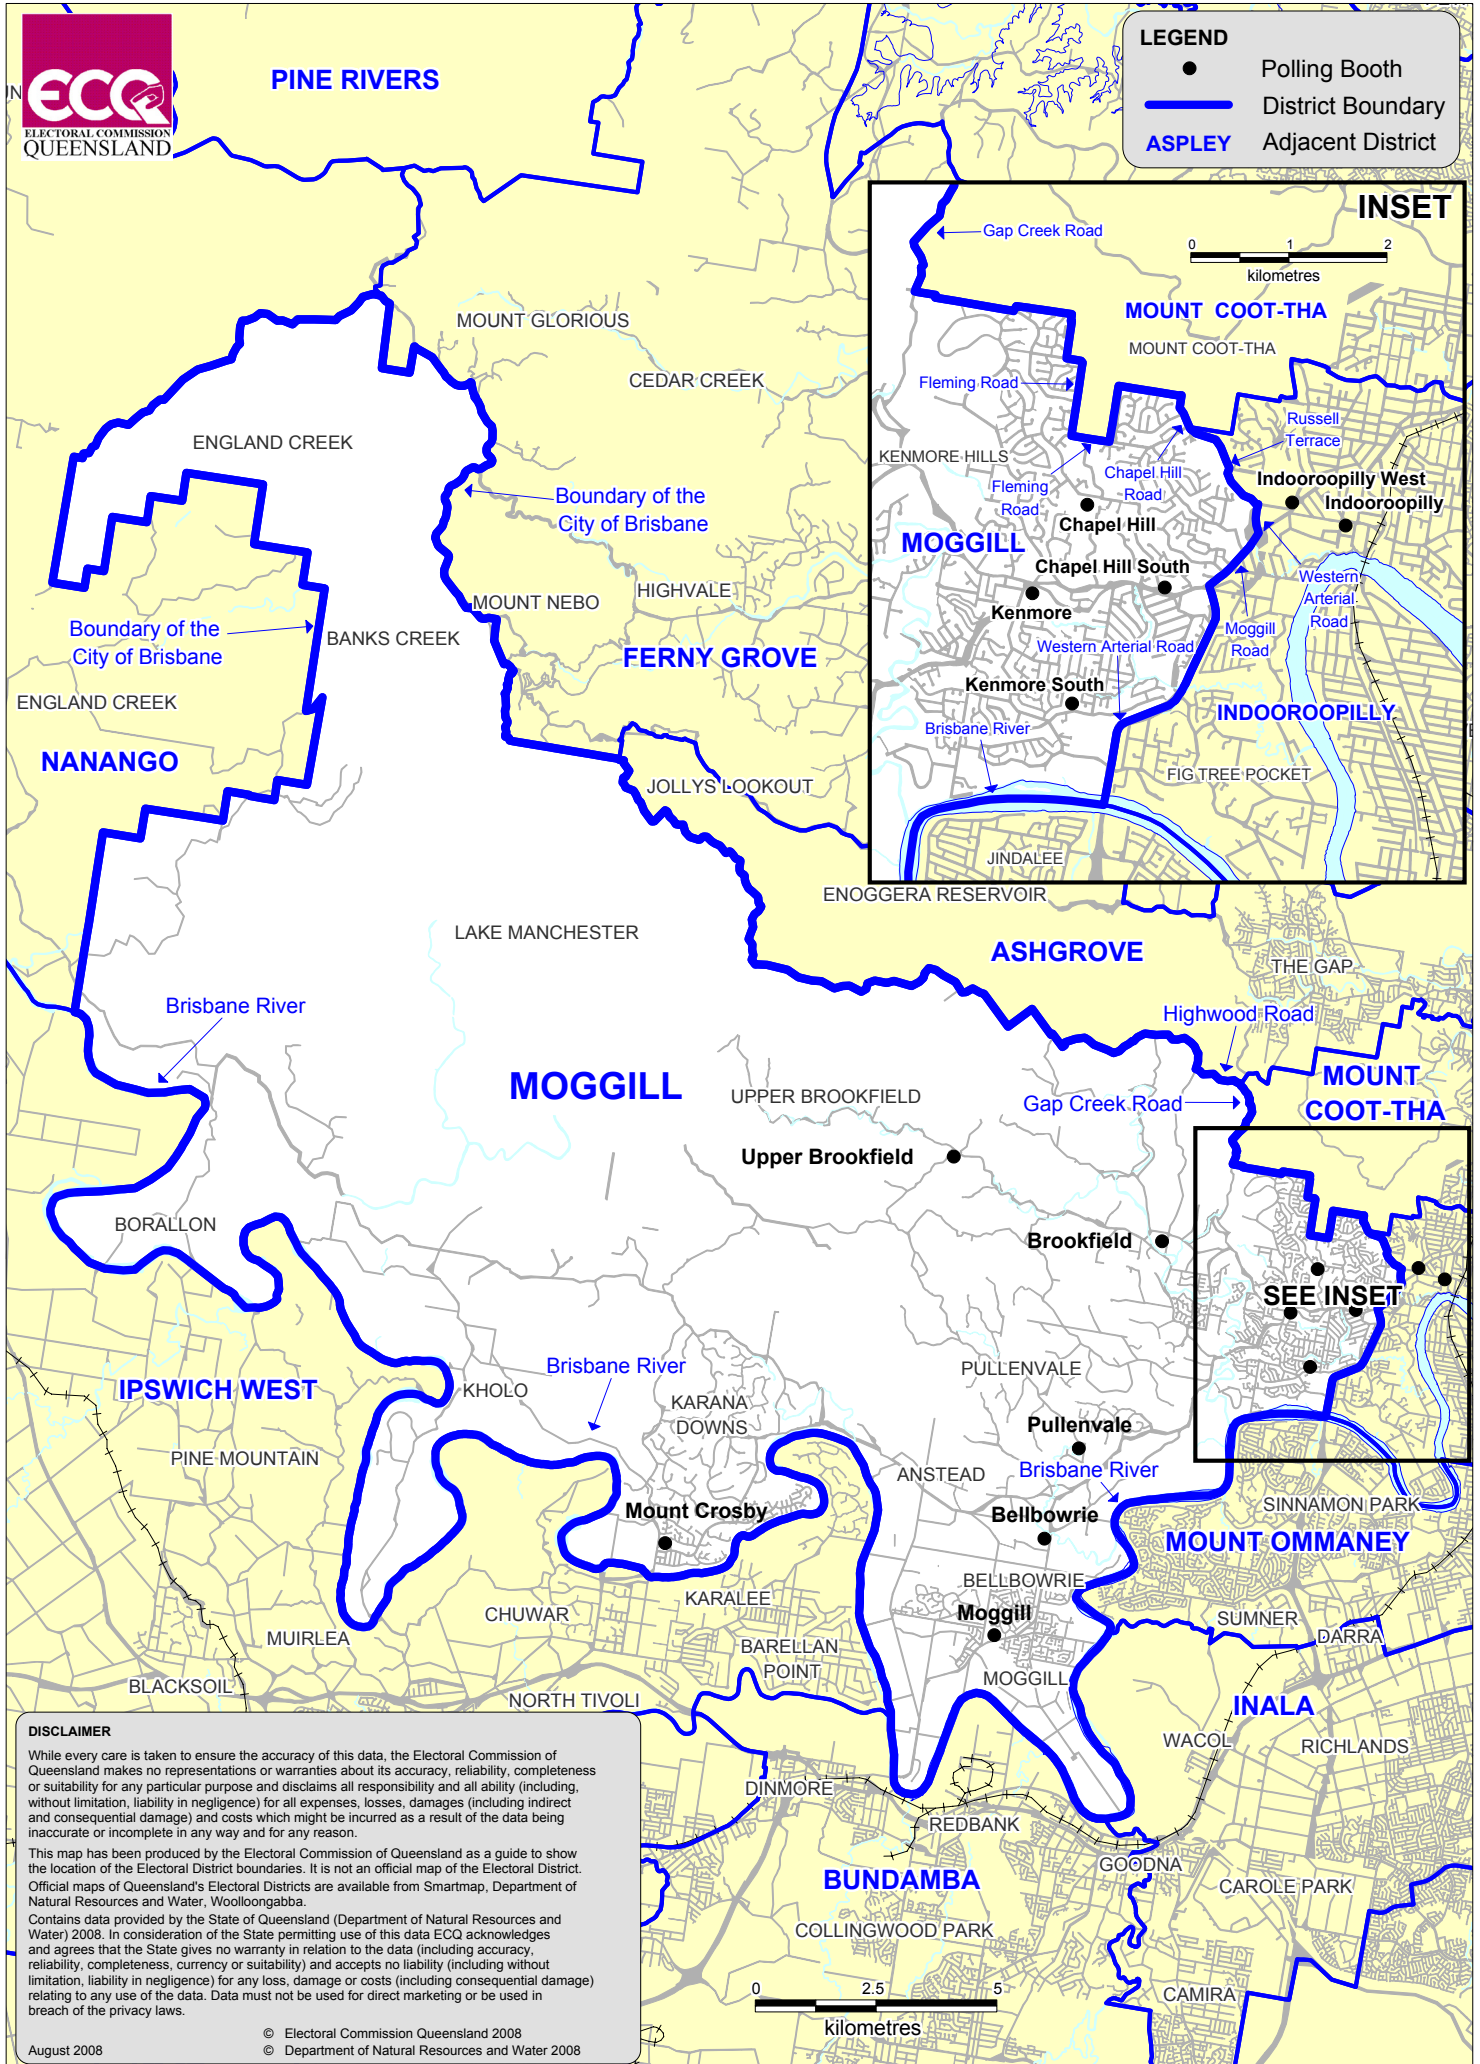 ECQ
ELECTORAL COMMISSION
QUEENSLAND
PINE RIVERS
LEGEND
Polling Booth
District Boundary
ASPLEY Adjacent District
INSET
Gap Creek Road
0 1 2
kilometres
MOUNT COOT-THA
MOUNT COOT-THA
Fleming Road
Russell
Terrace
KENMORE HILLS
Fleming
Road
Chapel Hill
Road
Indooroopilly West
Indooroopilly
Chapel Hill
MOGGILL
Chapel Hill South
Kenmore
Western
Arterial
Road
Moggill
Road
Western Arterial Road
Kenmore South
Brisbane River
INDOOROOPILLY
FIG TREE POCKET
JINDALEE
MOUNT GLORIOUS
CEDAR CREEK
ENGLAND CREEK
Boundary of the
City of Brisbane
HIGHVALE
MOUNT NEBO
Boundary of the
City of Brisbane
BANKS CREEK
FERNY GROVE
ENGLAND CREEK
NANANGO
JOLLYS LOOKOUT
ENOGGERA RESERVOIR
LAKE MANCHESTER
ASHGROVE
THE GAP
Brisbane River
Highwood Road
MOGGILL
MOUNT
COOT-THA
UPPER BROOKFIELD
Gap Creek Road
Upper Brookfield
BORALLON
Brookfield
SEE INSET
IPSWICH WEST
KHOLO
Brisbane River
KARANA
DOWNS
PULLENVALE
Pullenvale
PINE MOUNTAIN
ANSTEAD
Brisbane River
SINNAMON PARK
Mount Crosby
Bellbowrie
MOUNT OMMANEY
BELLBOWRIE
KARALEE
CHUWAR
Moggill
SUMNER
DARRA
MUIRLEA
BARELLAN
POINT
MOGGILL
BLACKSOIL
NORTH TIVOLI
INALA
WACOL
RICHLANDS
DINMORE
REDBANK
GOODNA
BUNDAMBA
CAROLE PARK
COLLINGWOOD PARK
CAMIRA
0 2.5 5
kilometres
DISCLAIMER
While every care is taken to ensure the accuracy of this data, the Electoral Commission of
Queensland makes no representations or warranties about its accuracy, reliability, completeness
or suitability for any particular purpose and disclaims all responsibility and all ability (including,
without limitation, liability in negligence) for all expenses, losses, damages (including indirect
and consequential damage) and costs which might be incurred as a result of the data being
inaccurate or incomplete in any way and for any reason.
This map has been produced by the Electoral Commission of Queensland as a guide to show
the location of the Electoral District boundaries. It is not an official map of the Electoral District.
Official maps of Queensland's Electoral Districts are available from Smartmap, Department of
Natural Resources and Water, Woolloongabba.
Contains data provided by the State of Queensland (Department of Natural Resources and
Water) 2008. In consideration of the State permitting use of this data ECQ acknowledges
and agrees that the State gives no warranty in relation to the data (including accuracy,
reliability, completeness, currency or suitability) and accepts no liability (including without
limitation, liability in negligence) for any loss, damage or costs (including consequential damage)
relating to any use of the data. Data must not be used for direct marketing or be used in
breach of the privacy laws.
© Electoral Commission Queensland 2008
August 2008 © Department of Natural Resources and Water 2008